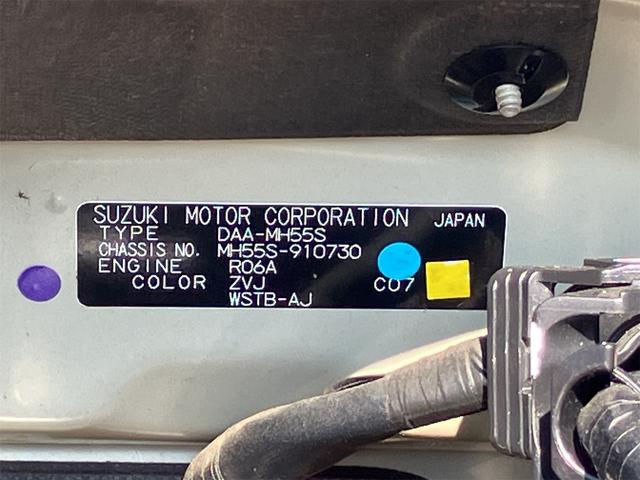 SUZUKI MOTOR CORPORATION JAPAN
TYPE DAA-MH55S
CHASSIS NO. MH55S-910730
ENGINE R06A
COLOR ZVJ C07
WSTB-AJ